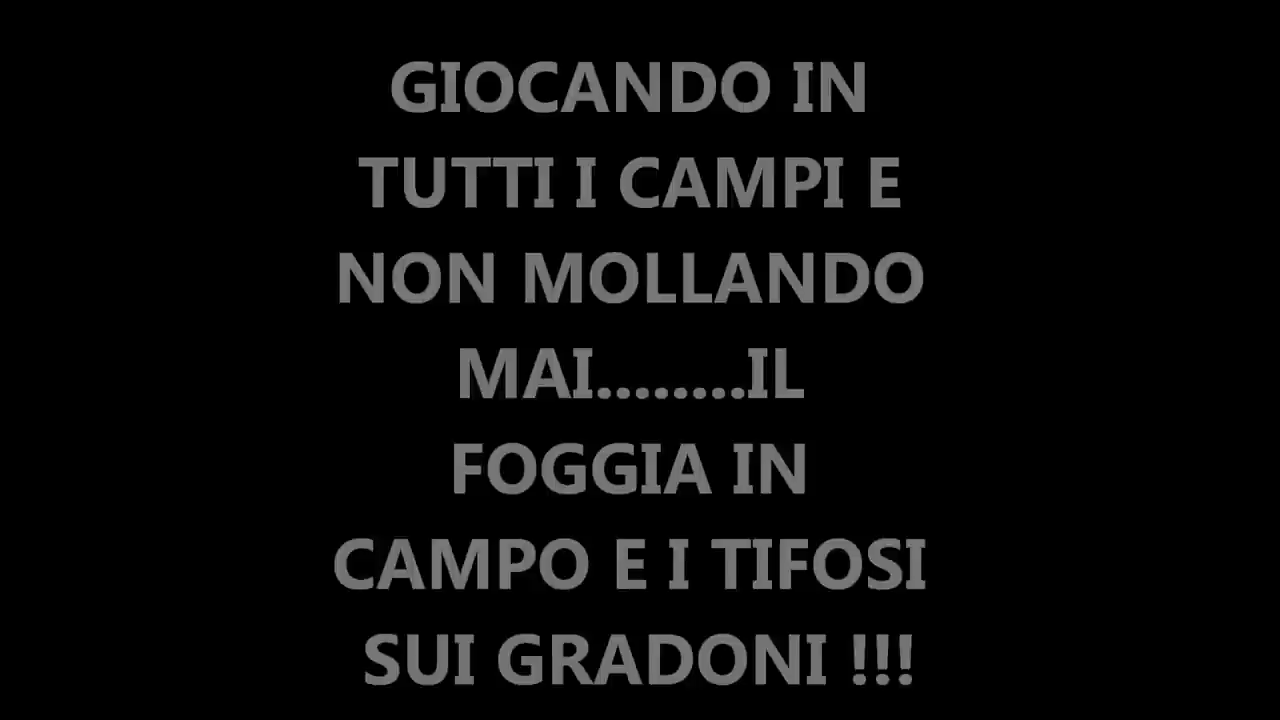 GIOCANDO IN
TUTTI I CAMPI E
NON MOLLANDO
MAI........IL
FOGGIA IN
CAMPO E I TIFOSI
SUI GRADONI !!!